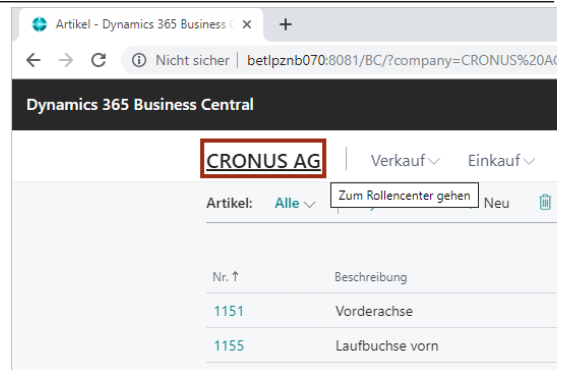 Artikel - Dynamics 365 Business C
Nicht sicher | betlpznb070:8081/BC/?company=CRONUS%20A
Dynamics 365 Business Central
CRONUS AG Verkauf Einkauf
Zum Rollencenter gehen
Artikel: Alle Neu
Nr. ↑ Beschreibung
1151 Vorderachse
1155 Laufbuchse vorn